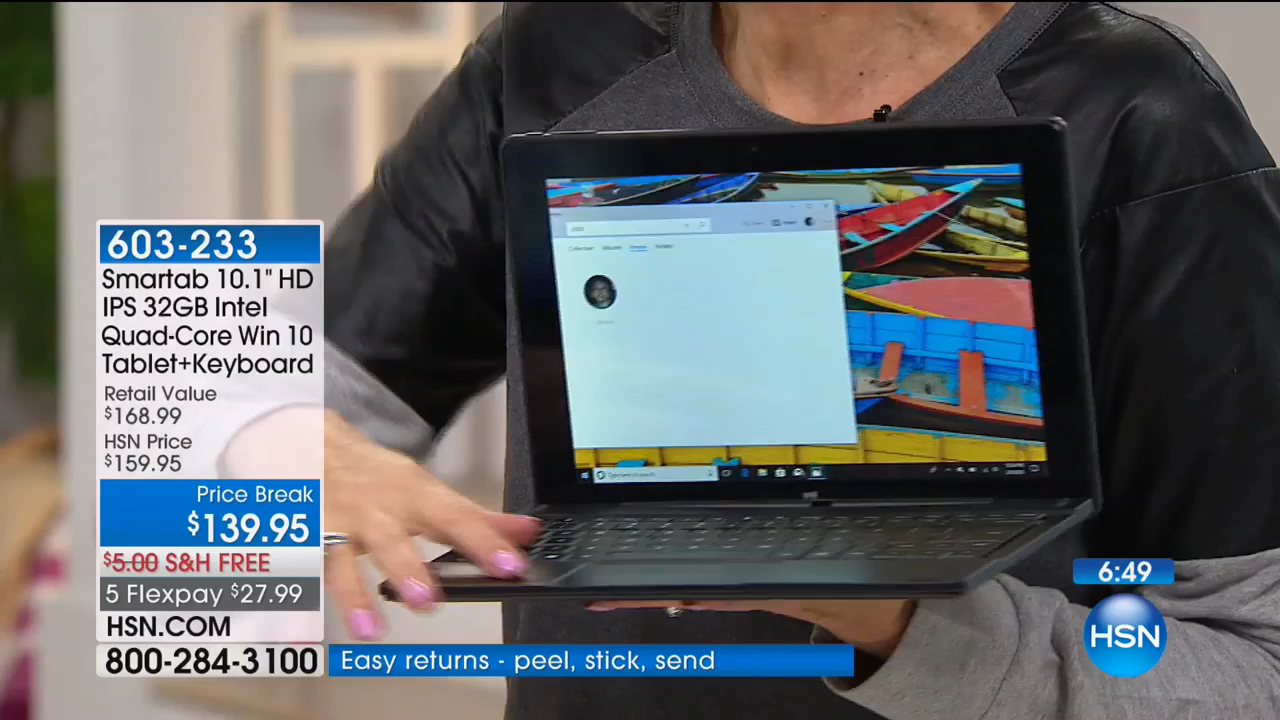 603-233
Smartab 10.1" HD
IPS 32GB Intel
Quad-Core Win 10
Tablet+Keyboard
Retail Value
$168.99
HSN Price
$159.95
Price Break
$139.95
$5.00 S&H FREE
5 Flexpay $27.99
HSN.COM
800-284-3100
Easy returns - peel, stick, send
6:49
HSN